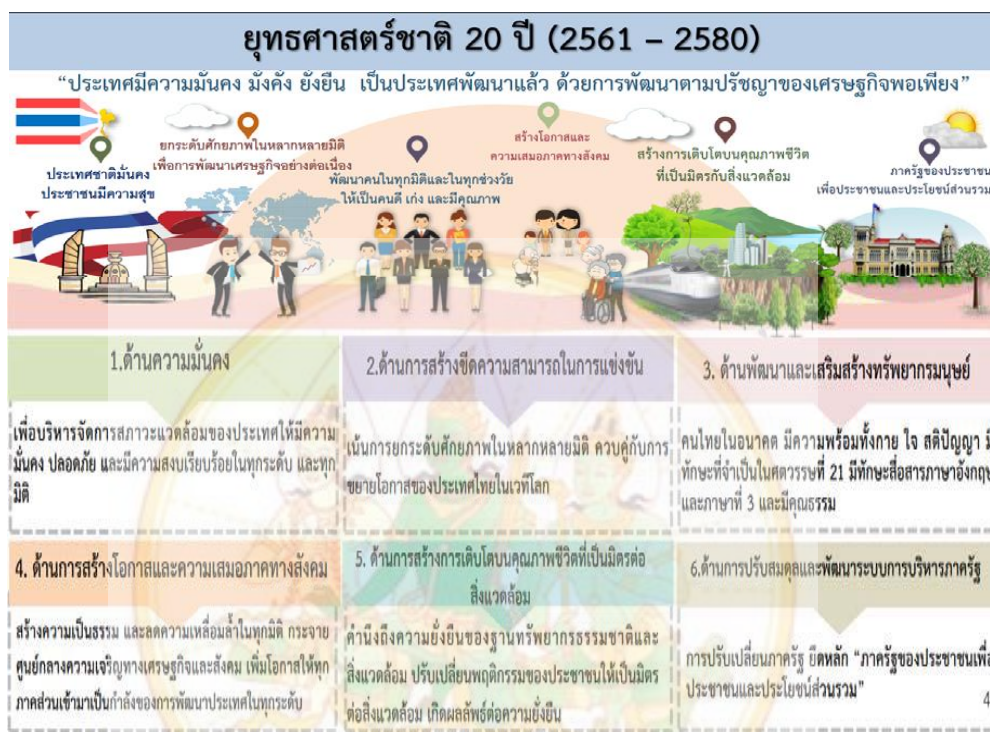 ยุทธศาสตร์ชาติ 20 ปี (2561 – 2580)
“ประเทศมีความมั่นคง มั่งคั่ง ยั่งยืน เป็นประเทศพัฒนาแล้ว ด้วยการพัฒนาตามปรัชญาของเศรษฐกิจพอเพียง”
ประเทศชาติมั่นคง
ประชาชนมีความสุข
ยกระดับศักยภาพในหลากหลายมิติ
เพื่อการพัฒนาเศรษฐกิจอย่างต่อเนื่อง
พัฒนาคนในทุกมิติและในทุกช่วงวัย
ให้เป็นคนดี เก่ง และมีคุณภาพ
สร้างโอกาสและ
ความเสมอภาคทางสังคม
สร้างการเติบโตบนคุณภาพชีวิต
ที่เป็นมิตรกับสิ่งแวดล้อม
ภาครัฐของประชาชน
เพื่อประชาชนและประโยชน์ส่วนรวม
1.ด้านความมั่นคง
เพื่อบริหารจัดการสภาวะแวดล้อมของประเทศให้มีความ
มั่นคง ปลอดภัย และมีความสงบเรียบร้อยในทุกระดับ และทุก
มิติ
2.ด้านการสร้างขีดความสามารถในการแข่งขัน
เน้นการยกระดับศักยภาพในหลากหลายมิติ ควบคู่กับการ
ขยายโอกาสของประเทศไทยในเวทีโลก
3. ด้านพัฒนาและเสริมสร้างทรัพยากรมนุษย์
คนไทยในอนาคต มีความพร้อมทั้งกาย ใจ สติปัญญา มี
ทักษะที่จำเป็นในศตวรรษที่ 21 มีทักษะสื่อสารภาษาอังกฤษ
และภาษาที่ 3 และมีคุณธรรม
4. ด้านการสร้างโอกาสและความเสมอภาคทางสังคม
สร้างความเป็นธรรม และลดความเหลื่อมล้ำในทุกมิติ กระจาย
ศูนย์กลางความเจริญทางเศรษฐกิจและสังคม เพิ่มโอกาสให้ทุก
ภาคส่วนเข้ามาเป็นกำลังของการพัฒนาประเทศในทุกระดับ
5. ด้านการสร้างการเติบโตบนคุณภาพชีวิตที่เป็นมิตรต่อ
สิ่งแวดล้อม
คำนึงถึงความยั่งยืนของฐานทรัพยากรธรรมชาติและ
สิ่งแวดล้อม ปรับเปลี่ยนพฤติกรรมของประชาชนให้เป็นมิตร
ต่อสิ่งแวดล้อม เกิดผลลัพธ์ต่อความยั่งยืน
6.ด้านการปรับสมดุลและพัฒนาระบบการบริหารภาครัฐ
การปรับเปลี่ยนภาครัฐ ยึดหลัก “ภาครัฐของประชาชนเพื่อ
ประชาชนและประโยชน์ส่วนรวม”
4